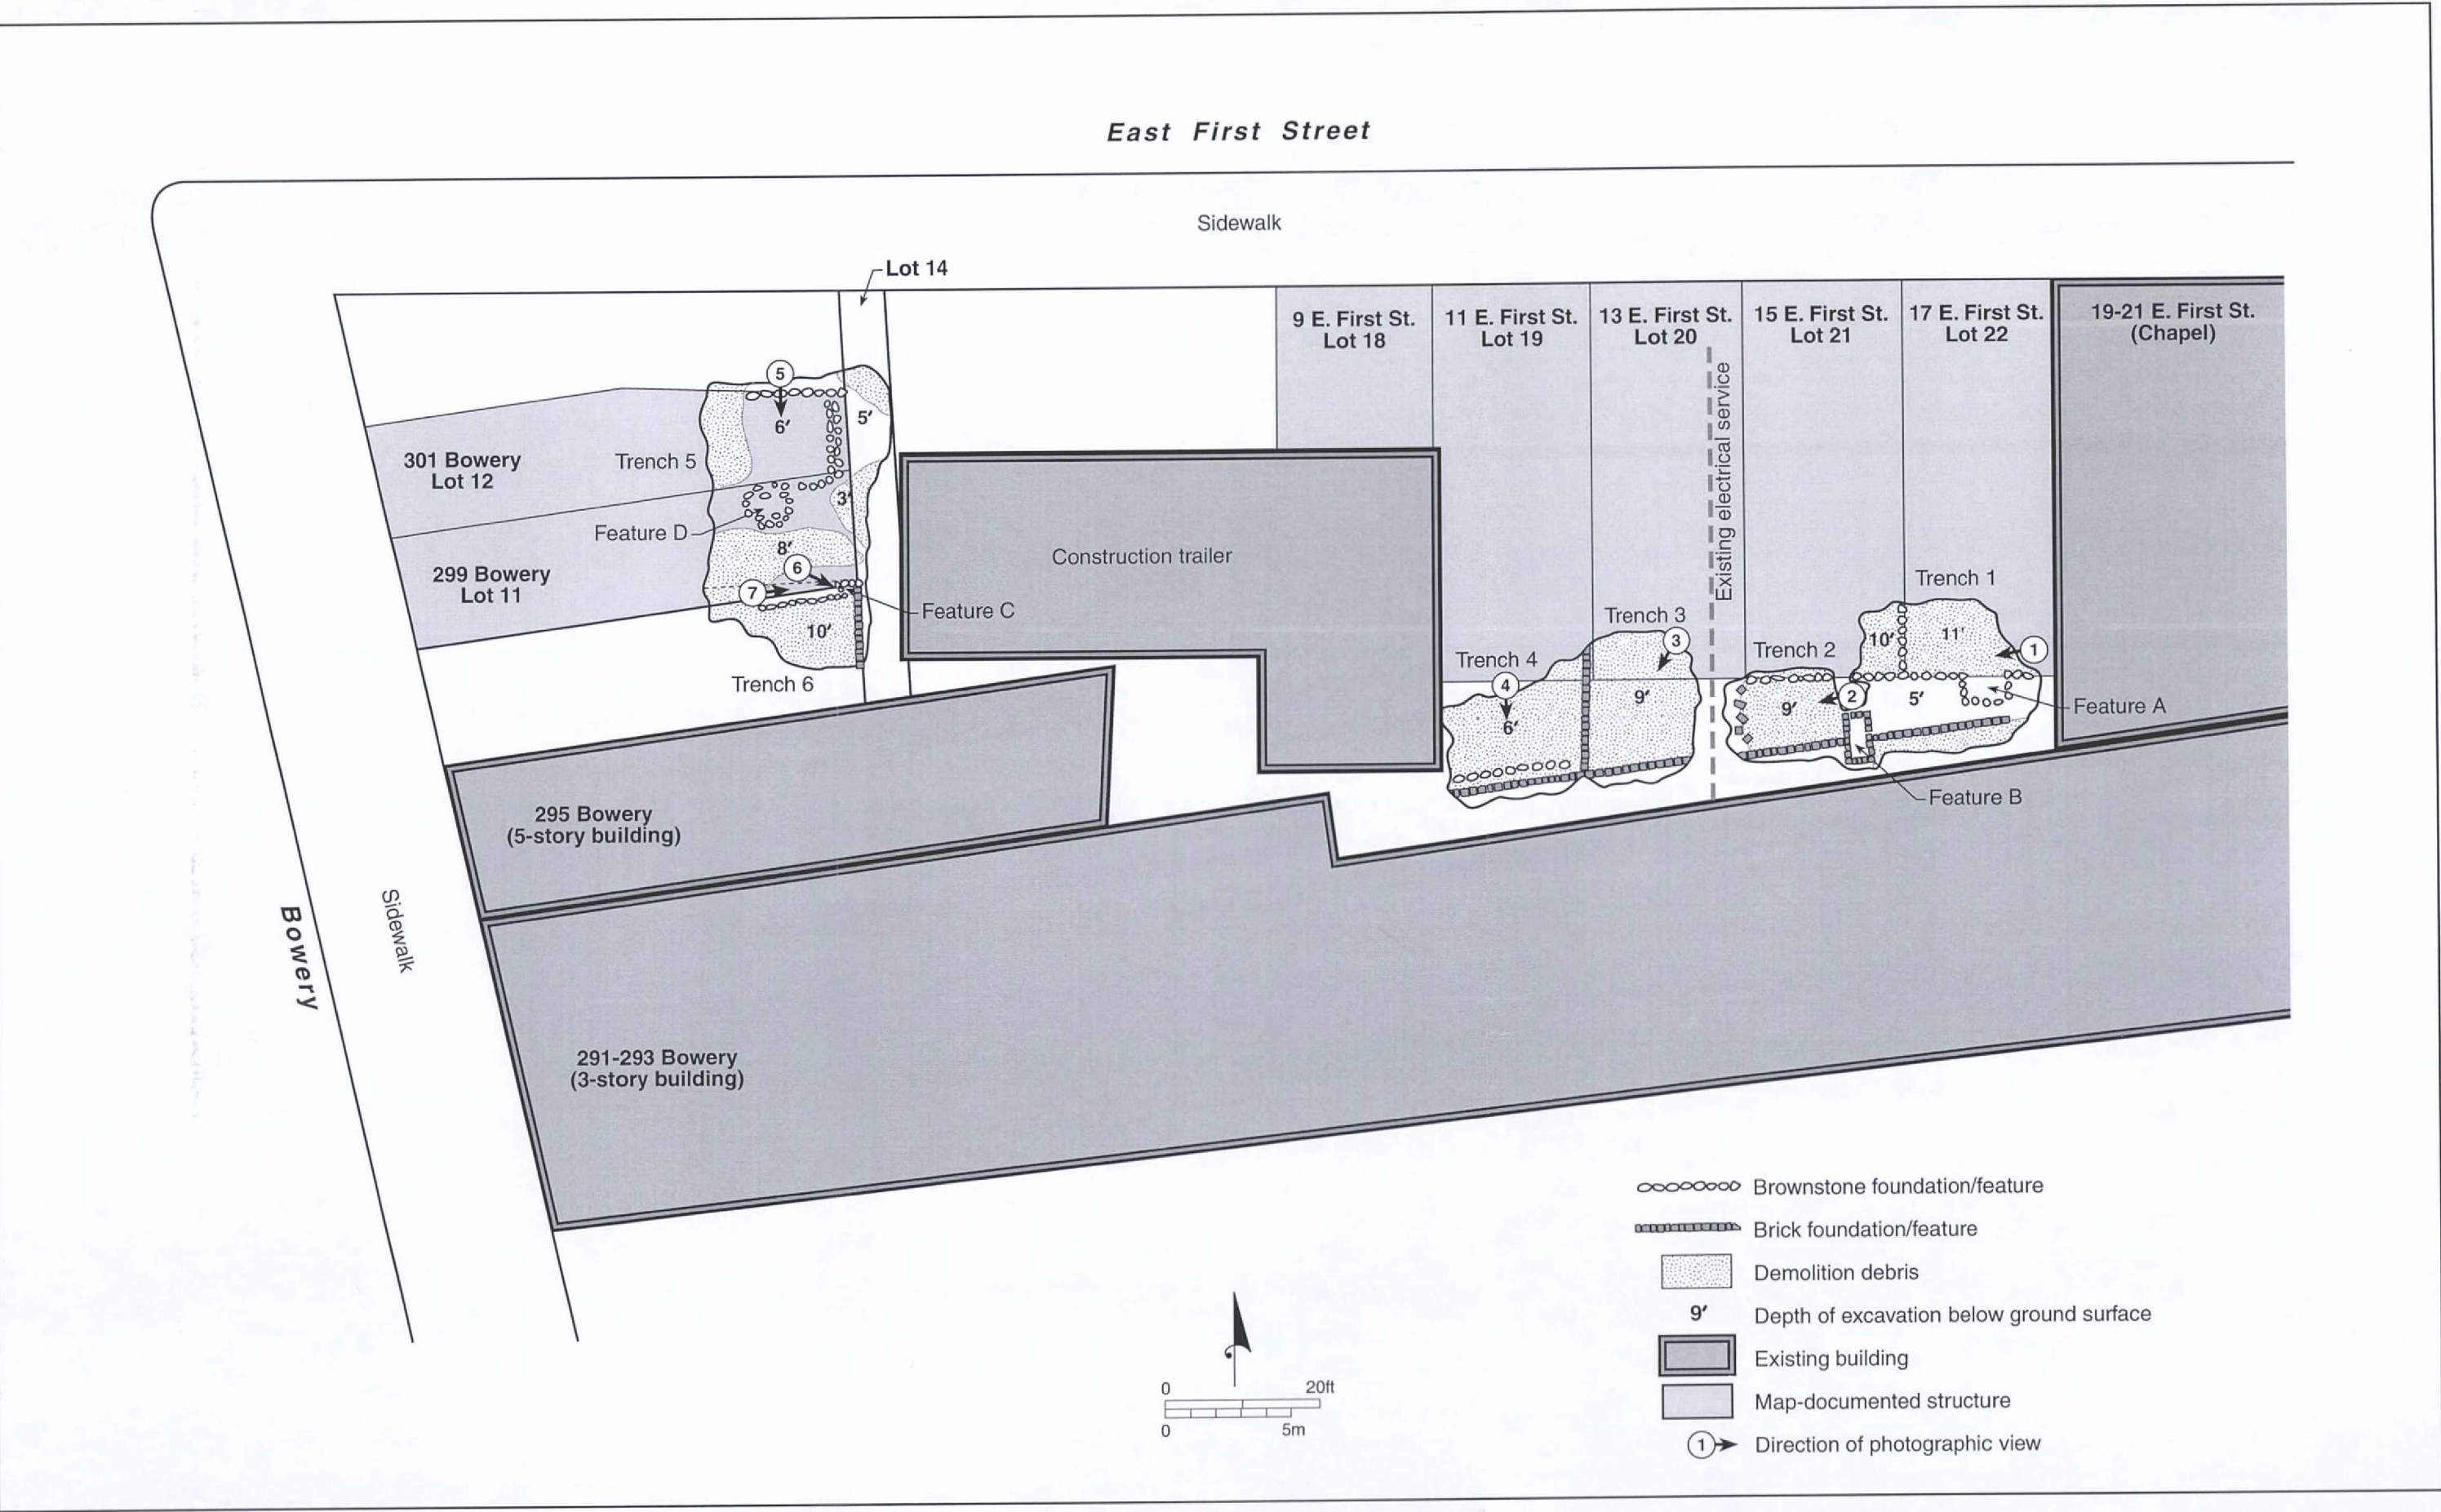 East First Street
Sidewalk
Lot 14
9 E. First St.
Lot 18
11 E. First St.
Lot 19
13 E. First St.
Lot 20
15 E. First St.
Lot 21
17 E. First St.
Lot 22
19-21 E. First St.
(Chapel)
Existing electrical service
5
6′
5′
301 Bowery
Lot 12
Trench 5
3′
Feature D
8′
6
299 Bowery
Lot 11
7
Feature C
10′
Trench 6
Construction trailer
Trench 4
4
6′
Trench 3
3
9′
Trench 2
9′
2
Trench 1
10′
11′
1
5′
Feature A
Feature B
295 Bowery
(5-story building)
Bowery
Sidewalk
291-293 Bowery
(3-story building)
Brownstone foundation/feature
Brick foundation/feature
Demolition debris
9′ Depth of excavation below ground surface
Existing building
Map-documented structure
1 Direction of photographic view
0 20ft
0 5m